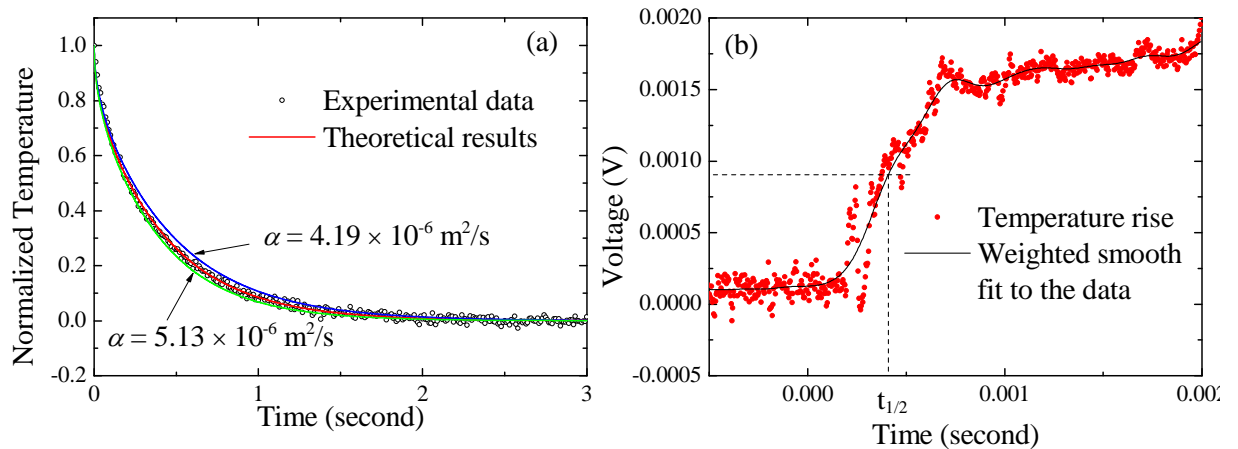 (a)
Normalized Temperature
1.0
0.8
0.6
0.4
0.2
0.0
-0.2
Experimental data
Theoretical results
α = 4.19 × 10⁻⁶ m²/s
α = 5.13 × 10⁻⁶ m²/s
0 1 2 3
Time (second)
(b)
Voltage (V)
0.0020
0.0015
0.0010
0.0005
0.0000
-0.0005
Temperature rise
Weighted smooth
fit to the data
0.000 0.001 0.002
t₁/₂
Time (second)